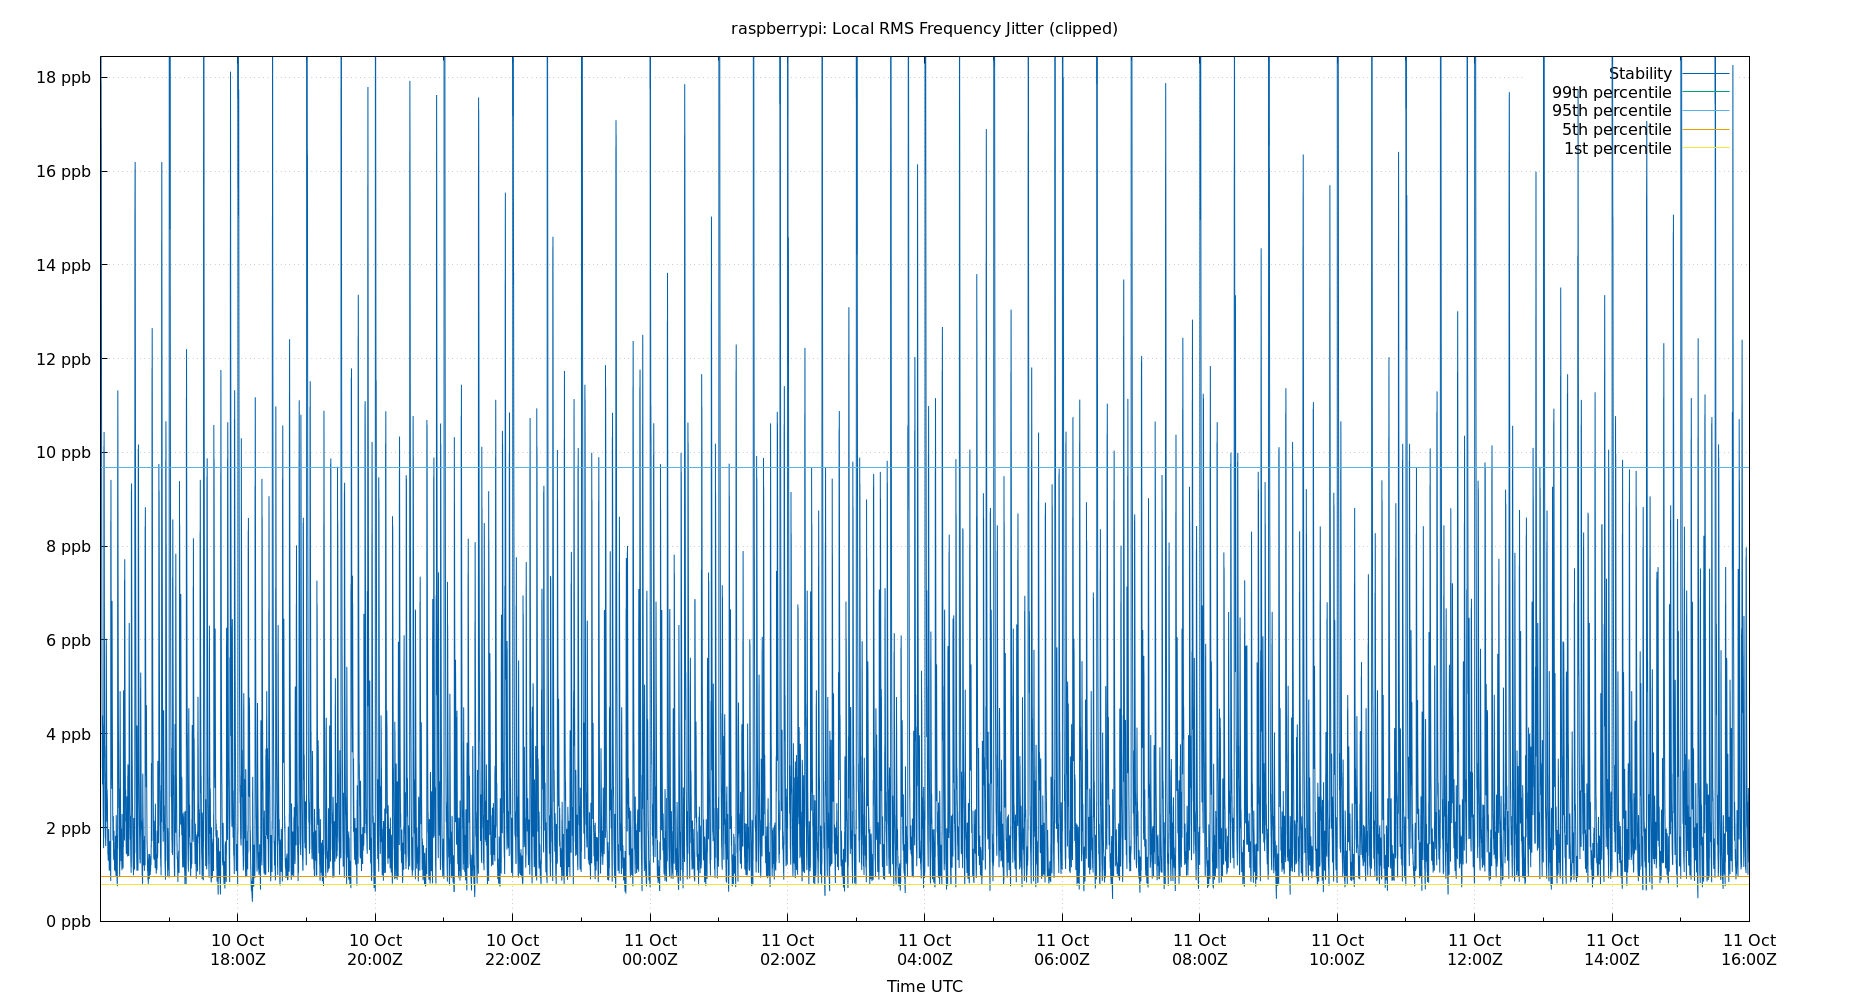 raspberrypi: Local RMS Frequency Jitter (clipped)
18 ppb
16 ppb
14 ppb
12 ppb
10 ppb
8 ppb
6 ppb
4 ppb
2 ppb
0 ppb
Stability
99th percentile
95th percentile
5th percentile
1st percentile
10 Oct 10 Oct 10 Oct 11 Oct 11 Oct 11 Oct 11 Oct 11 Oct 11 Oct 11 Oct 11 Oct 11 Oct
18:00Z 20:00Z 22:00Z 00:00Z 02:00Z 04:00Z 06:00Z 08:00Z 10:00Z 12:00Z 14:00Z 16:00Z
Time UTC